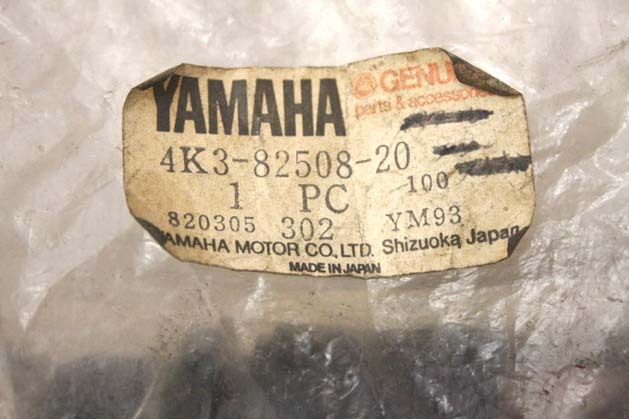 YAMAHA
GENU
parts & accessories
4K3-82508-20
1 PC 100
820305 302 YM93
YAMAHA MOTOR CO., LTD. Shizuoka, Japan
MADE IN JAPAN